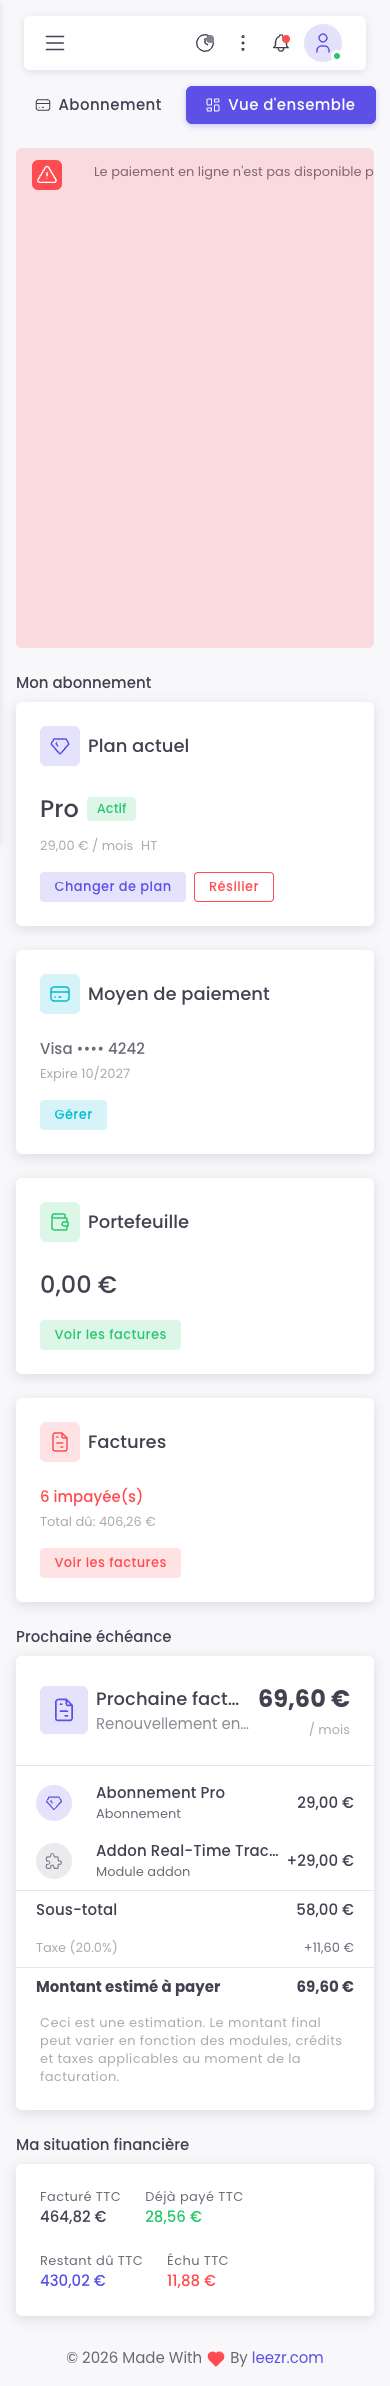 Abonnement
Vue d'ensemble
Le paiement en ligne n'est pas disponible p
Mon abonnement
Plan actuel
Pro Actif
29,00 € / mois HT
Changer de plan Résilier
Moyen de paiement
Visa •••• 4242
Expire 10/2027
Gérer
Portefeuille
0,00 €
Voir les factures
Factures
6 impayée(s)
Total dû: 406,26 €
Voir les factures
Prochaine échéance
Prochaine fact... 69,60 €
Renouvellement en... / mois
Abonnement Pro 29,00 €
Abonnement
Addon Real-Time Trac... +29,00 €
Module addon
Sous-total 58,00 €
Taxe (20.0%) +11,60 €
Montant estimé à payer 69,60 €
Ceci est une estimation. Le montant final
peut varier en fonction des modules, crédits
et taxes applicables au moment de la
facturation.
Ma situation financière
Facturé TTC Déjà payé TTC
464,82 € 28,56 €
Restant dû TTC Échu TTC
430,02 € 11,88 €
© 2026 Made With By leezr.com